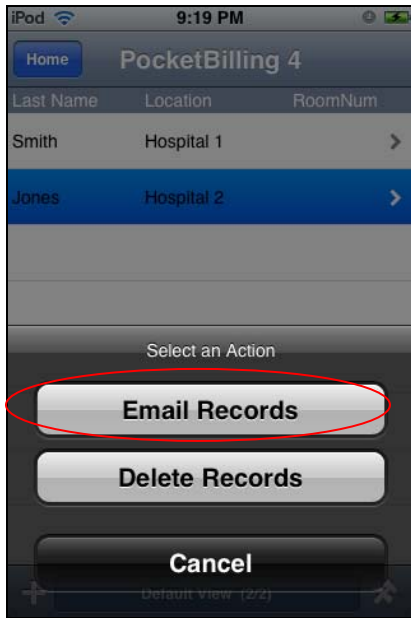 iPod 9:19 PM
Home PocketBilling 4
Last Name Location RoomNum
Smith Hospital 1
Jones Hospital 2
Select an Action
Email Records
Delete Records
Cancel
Default View (2/2)